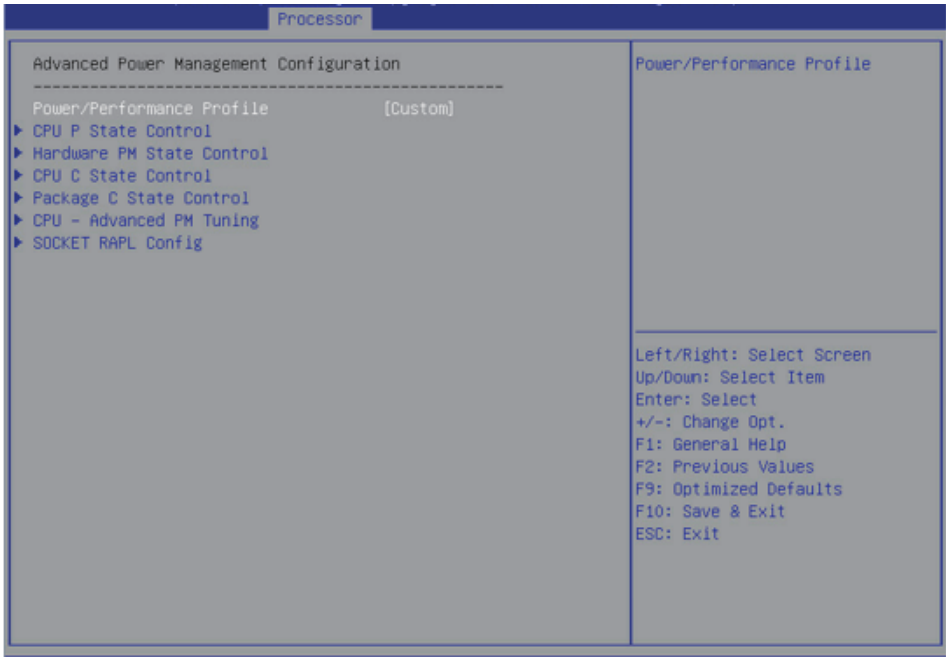 Processor
Advanced Power Management Configuration
--------------------------------------------------
Power/Performance Profile [Custom]
CPU P State Control
Hardware PM State Control
CPU C State Control
Package C State Control
CPU - Advanced PM Tuning
SOCKET RAPL Config
Power/Performance Profile
Left/Right: Select Screen
Up/Down: Select Item
Enter: Select
+/-: Change Opt.
F1: General Help
F2: Previous Values
F9: Optimized Defaults
F10: Save & Exit
ESC: Exit